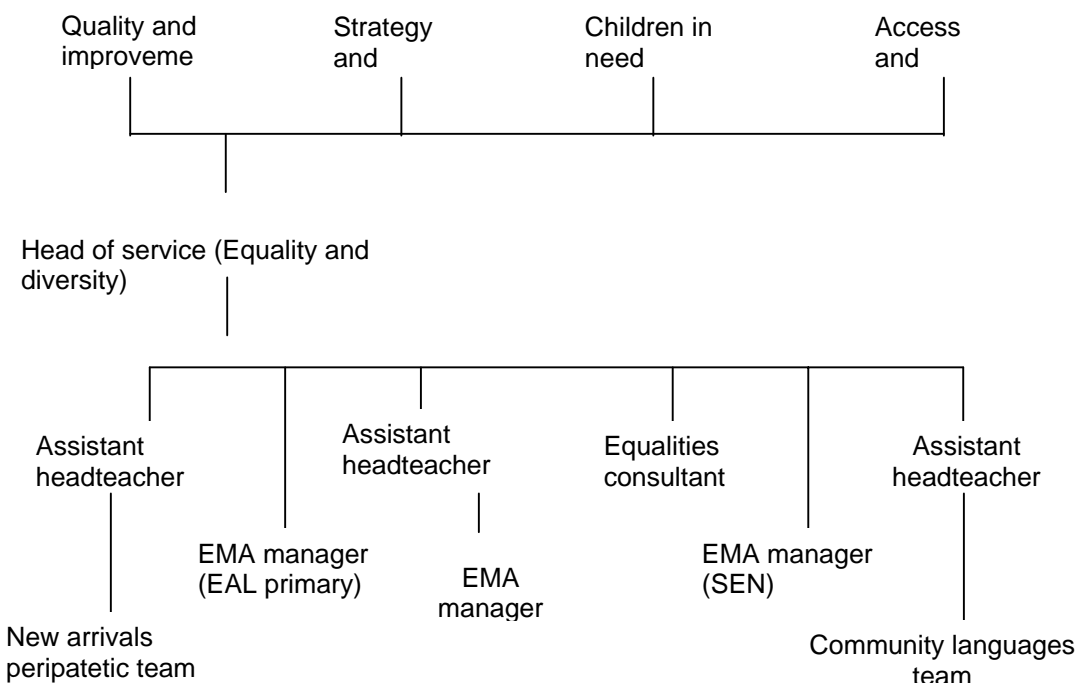 Quality and
improveme
Strategy
and
Children in
need
Access
and
Head of service (Equality and
diversity)
Assistant
headteacher
Assistant
headteacher
Equalities
consultant
Assistant
headteacher
EMA manager
(EAL primary)
EMA
manager
EMA manager
(SEN)
New arrivals
peripatetic team
Community languages
team